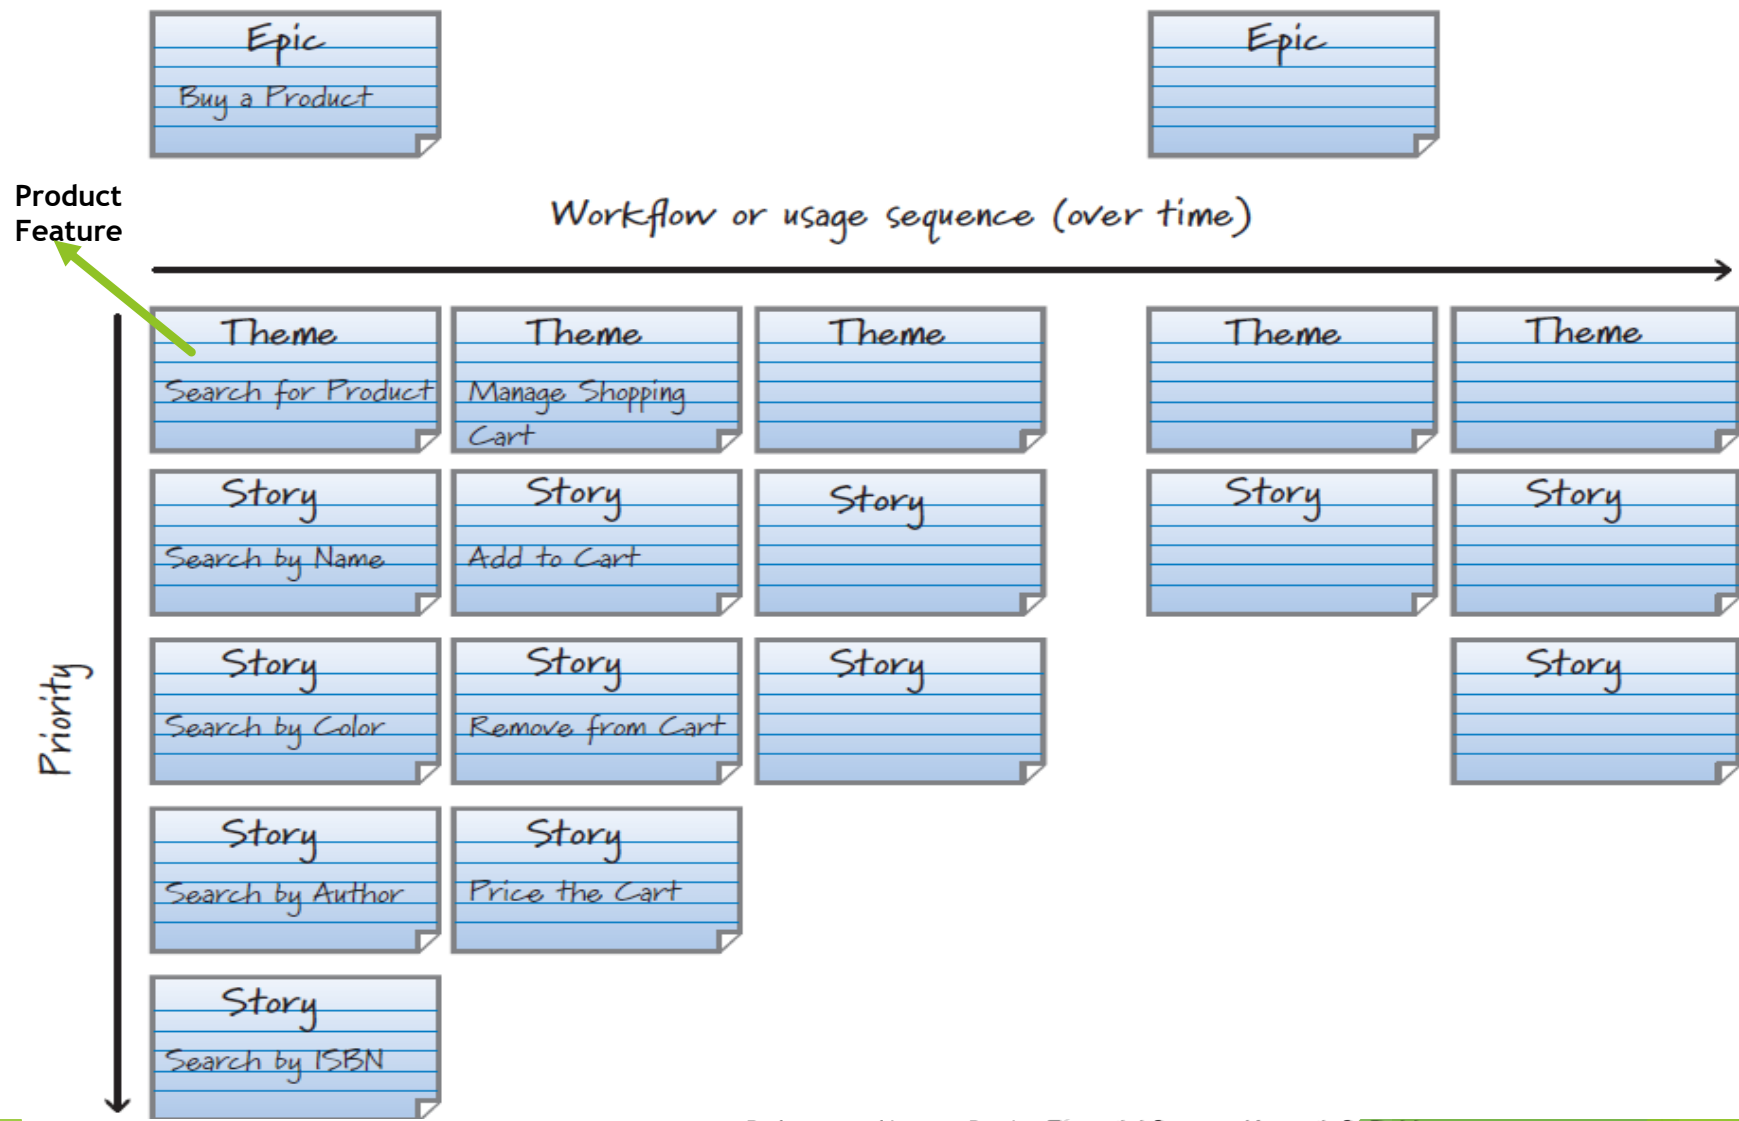 Epic
Buy a Product
Epic
Product
Feature
Workflow or usage sequence (over time)
Theme
Search for Product
Theme
Manage Shopping
Cart
Theme
Theme
Theme
Story
Search by Name
Story
Add to Cart
Story
Story
Story
Priority
Story
Search by Color
Story
Remove from Cart
Story
Story
Story
Search by Author
Story
Price the Cart
Story
Search by ISBN